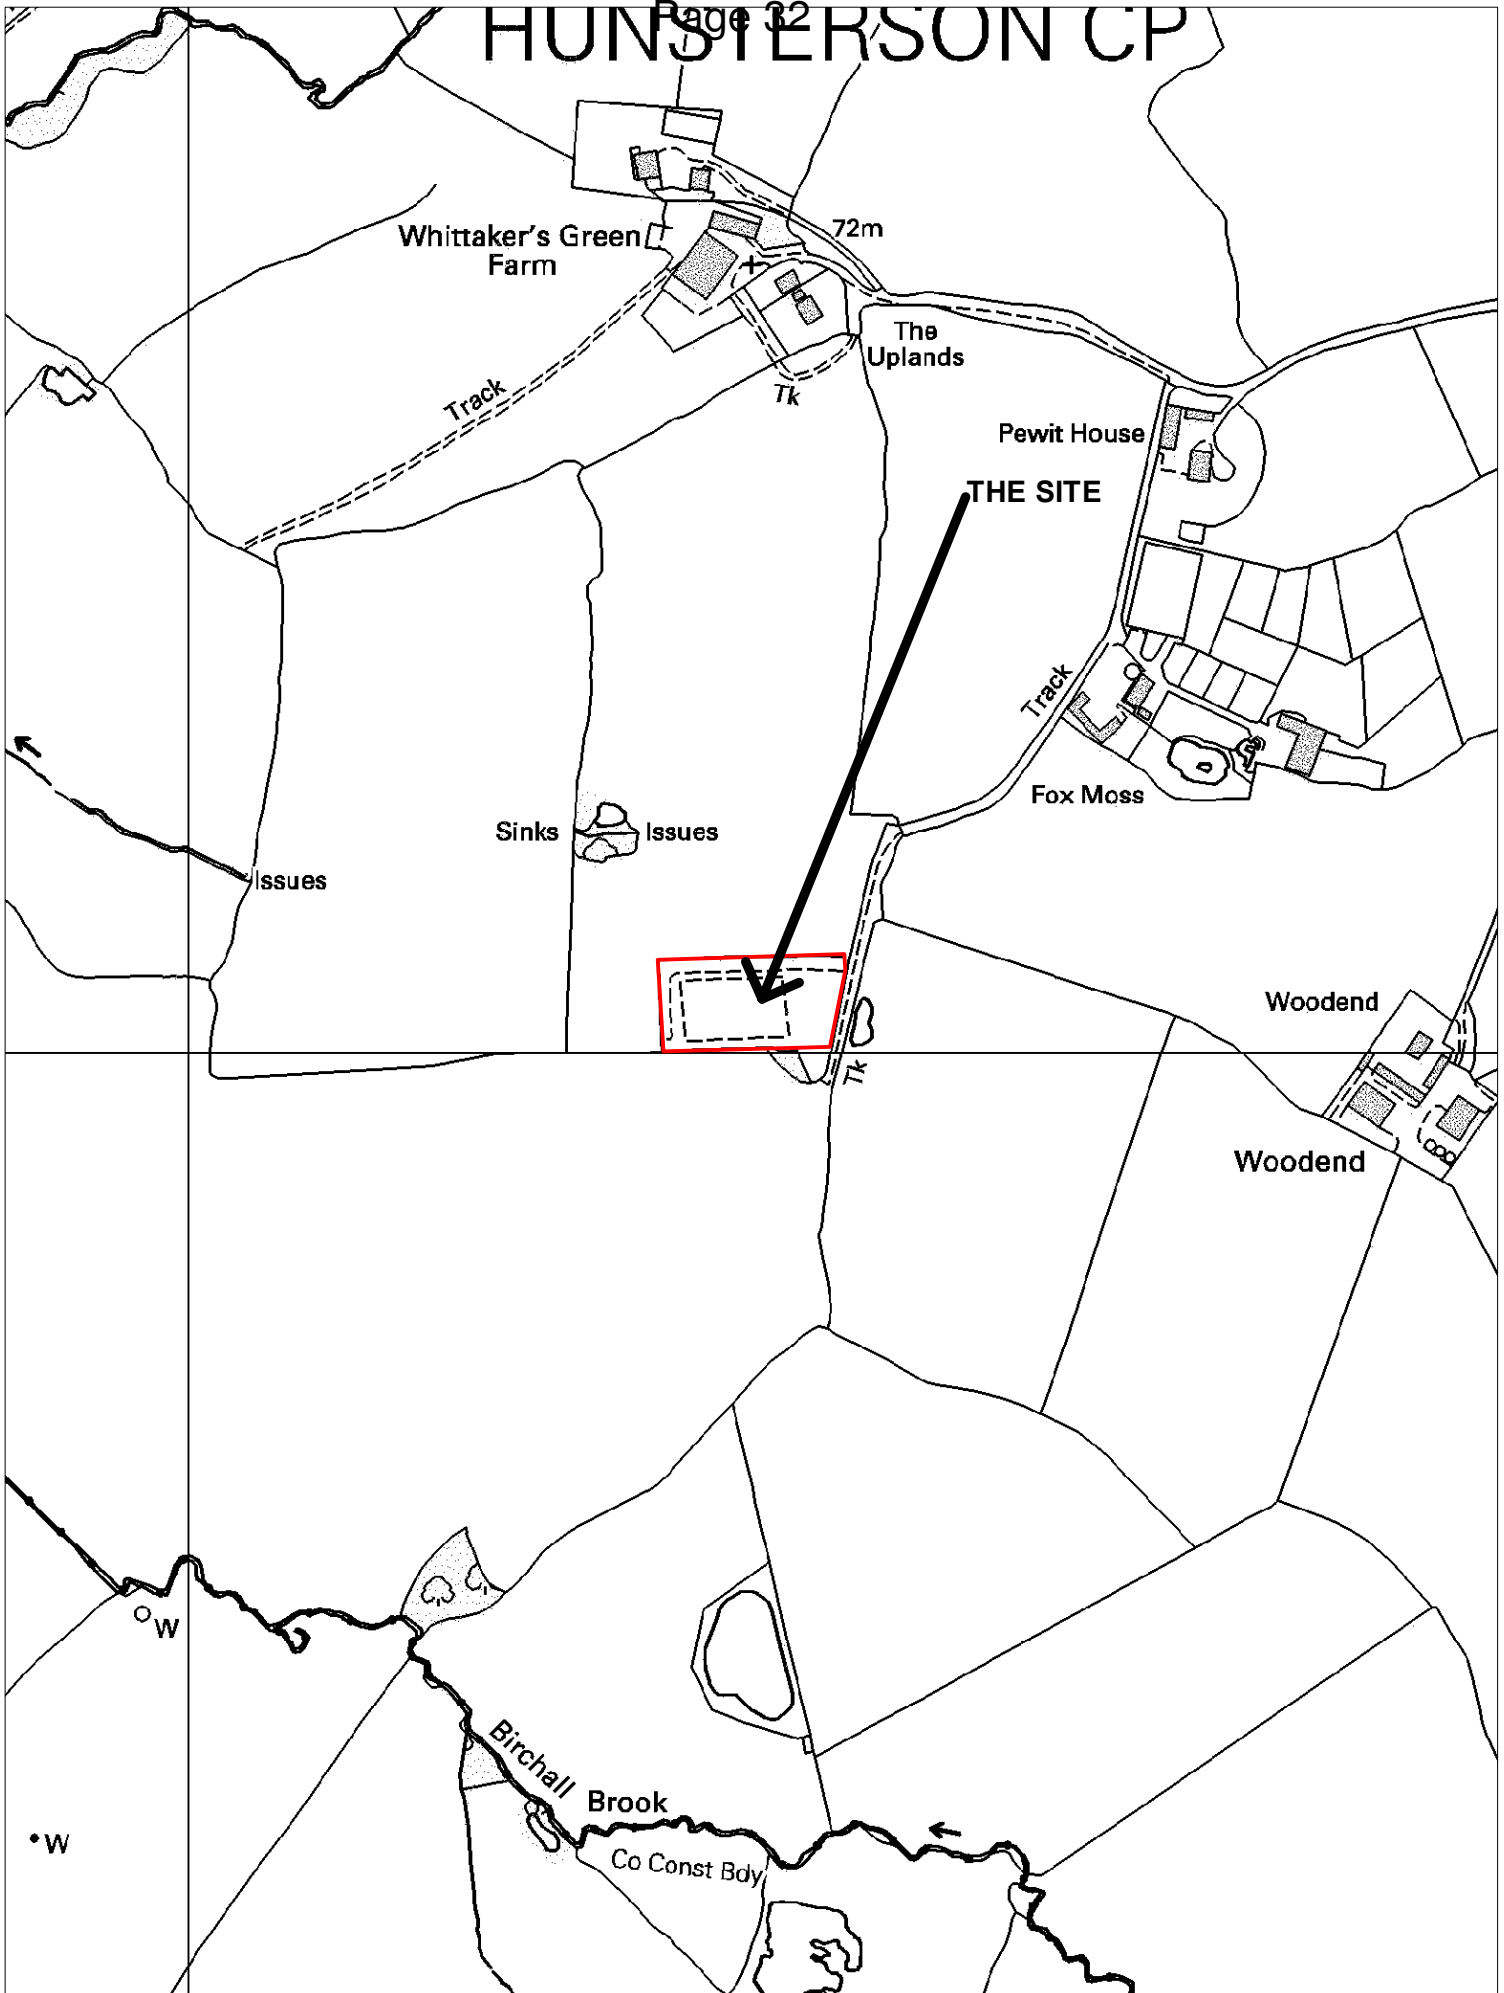 Page 32
HUNSTERSON CP
72m
Whittaker's Green
Farm
The
Uplands
Track
Tk
Pewit House
THE SITE
Track
Fox Moss
Sinks
Issues
Issues
Woodend
Tk
Woodend
W
Birchall
Brook
W
Co Const Bdy